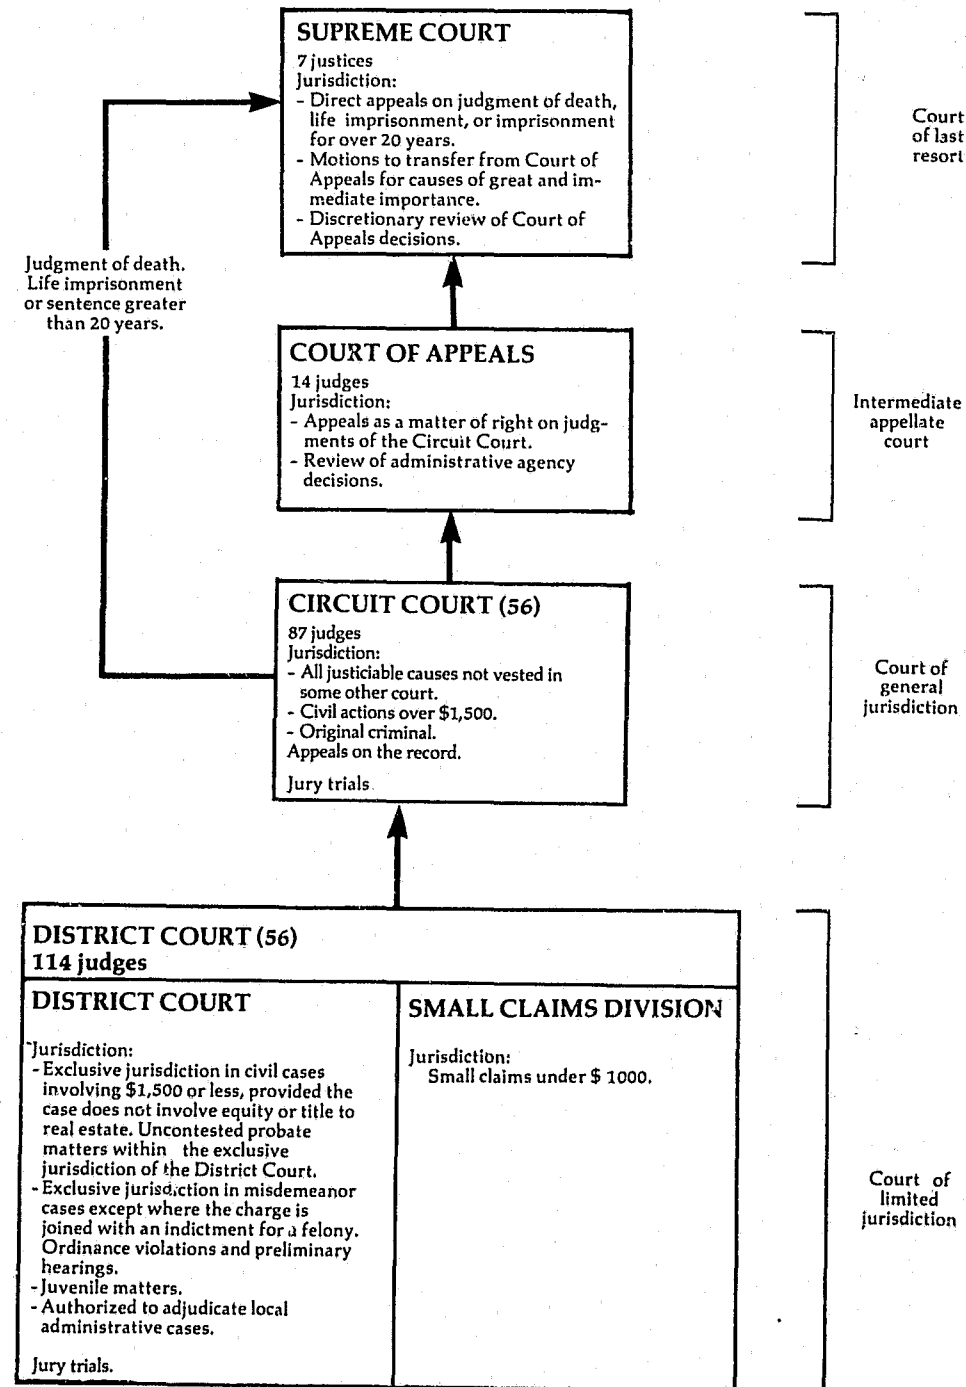 SUPREME COURT
7 justices
Jurisdiction:
- Direct appeals on judgment of death,
life imprisonment, or imprisonment
for over 20 years.
- Motions to transfer from Court of
Appeals for causes of great and im-
mediate importance.
- Discretionary review of Court of
Appeals decisions.
Court
of last
resort
Judgment of death.
Life imprisonment
or sentence greater
than 20 years.
COURT OF APPEALS
14 judges
Jurisdiction:
- Appeals as a matter of right on judg-
ments of the Circuit Court.
- Review of administrative agency
decisions.
Intermediate
appellate
court
CIRCUIT COURT (56)
87 judges
Jurisdiction:
- All justiciable causes not vested in
some other court.
- Civil actions over $1,500.
- Original criminal.
Appeals on the record.
Jury trials.
Court of
general
jurisdiction
DISTRICT COURT (56)
114 judges
DISTRICT COURT
Jurisdiction:
- Exclusive jurisdiction in civil cases
involving $1,500 or less, provided the
case does not involve equity or title to
real estate. Uncontested probate
matters within the exclusive
jurisdiction of the District Court.
- Exclusive jurisdiction in misdemeanor
cases except where the charge is
joined with an indictment for a felony.
Ordinance violations and preliminary
hearings.
- Juvenile matters.
- Authorized to adjudicate local
administrative cases.
Jury trials.
SMALL CLAIMS DIVISION
Jurisdiction:
Small claims under $ 1000.
Court of
limited
jurisdiction